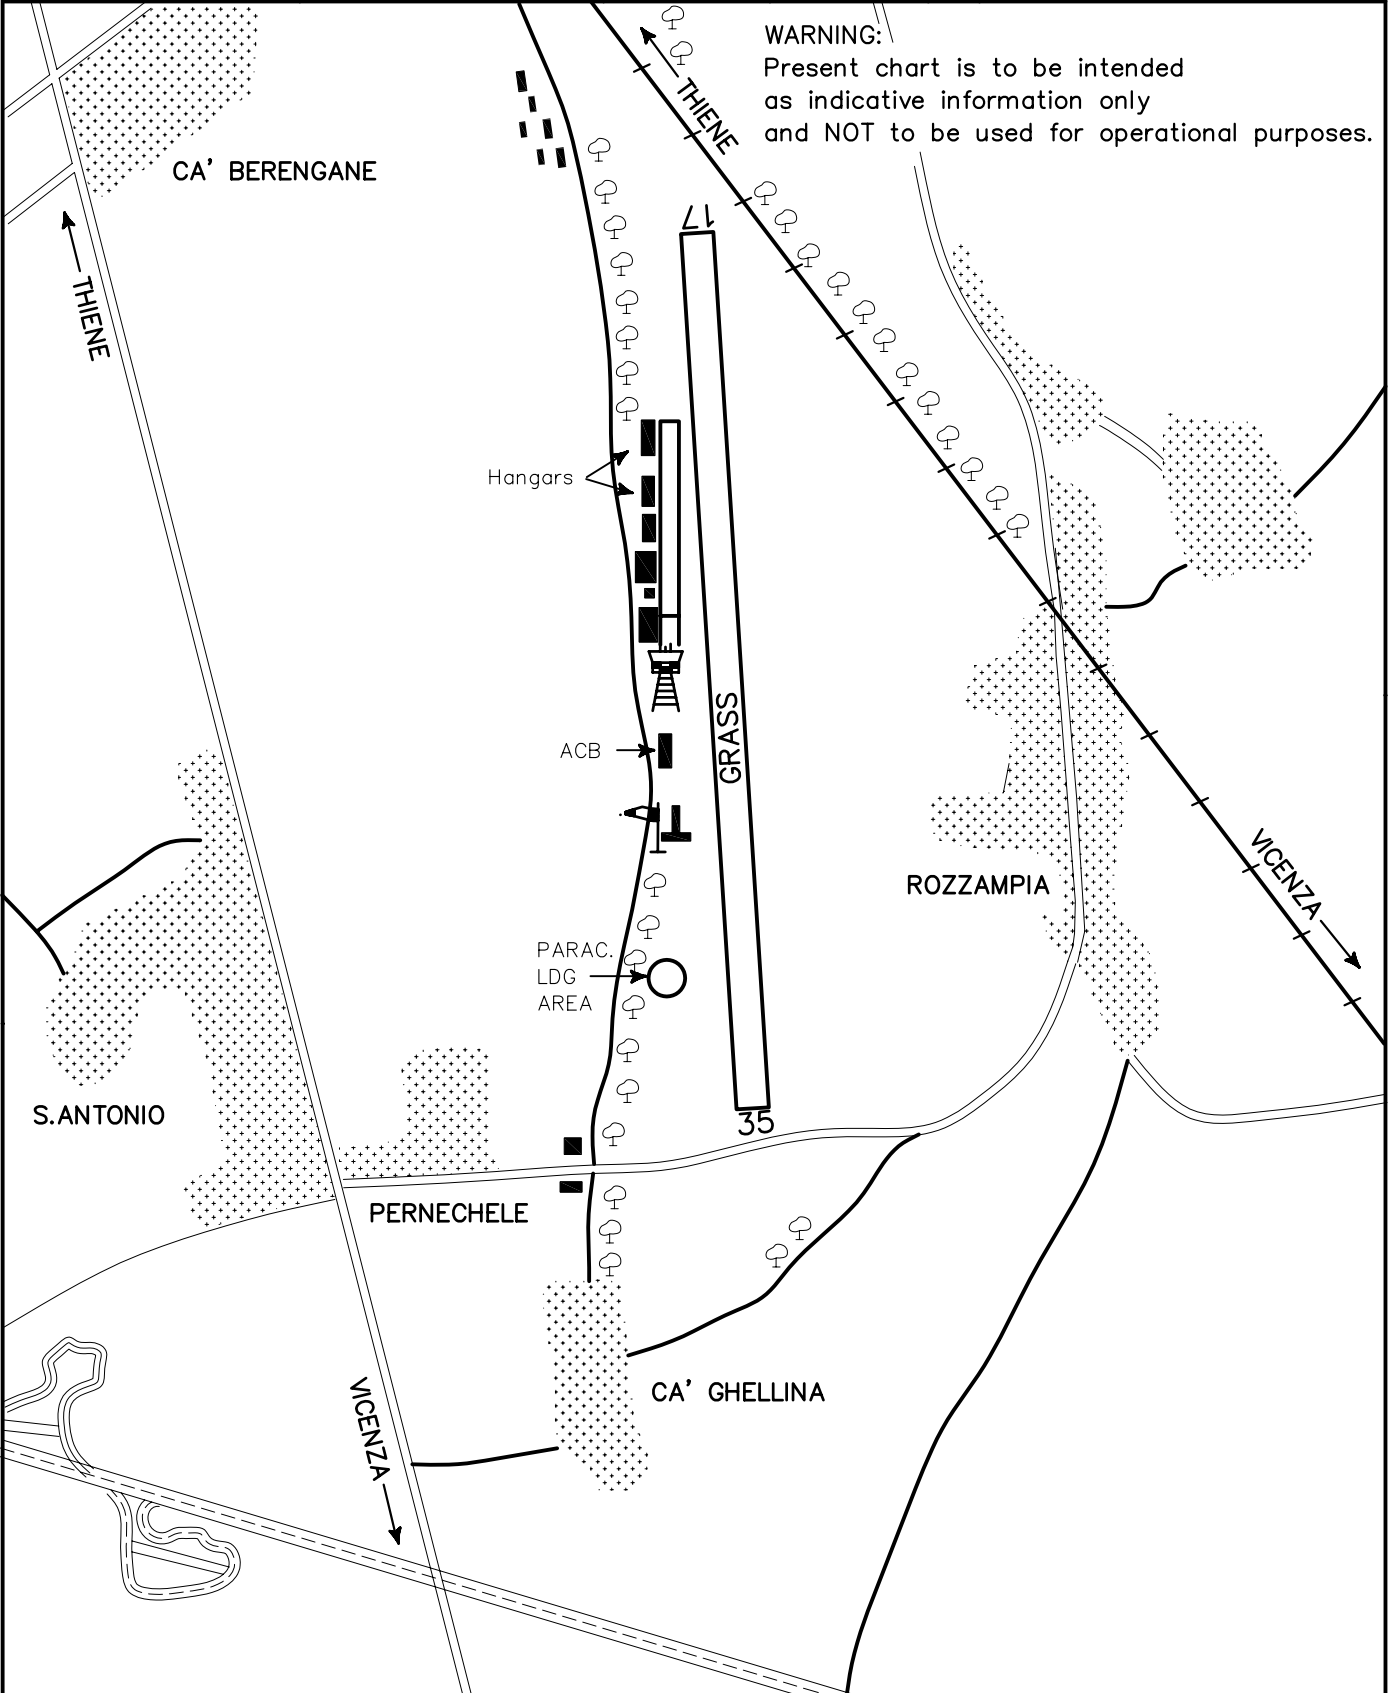 WARNING:
Present chart is to be intended
as indicative information only
and NOT to be used for operational purposes.
THIENE
CA' BERENGANE
17
THIENE
Hangars
GRASS
ACB
VICENZA
ROZZAMPIA
PARAC.
LDG
AREA
S.ANTONIO
35
PERNECHELE
CA' GHELLINA
VICENZA